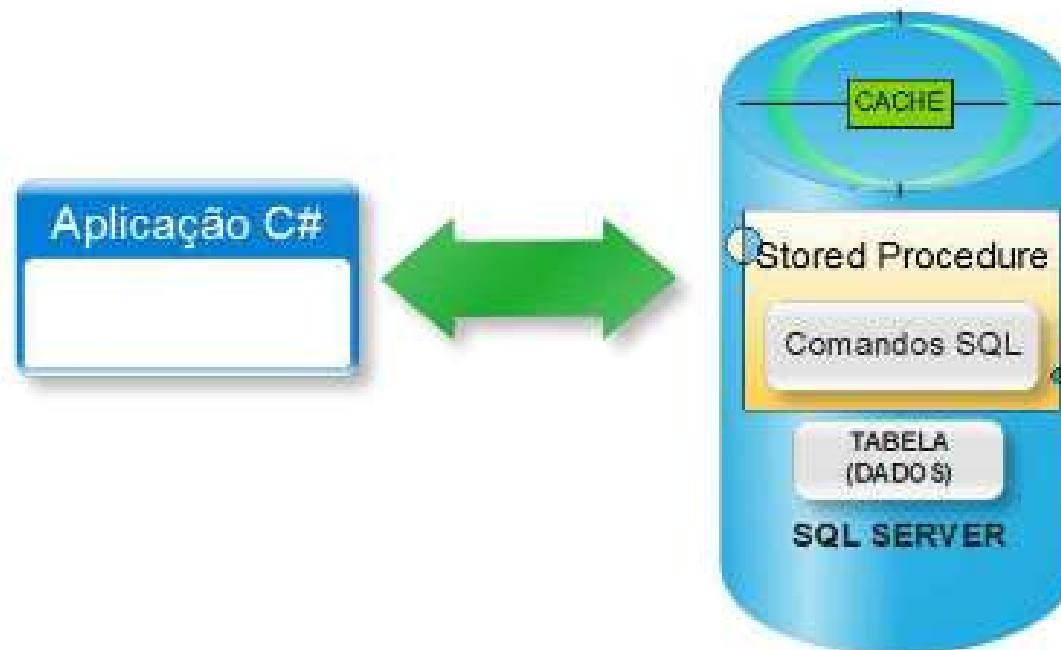 CACHE
Aplicação C#
Stored Procedure
Comandos SQL
TABELA
(DADOS)
SQL SERVER